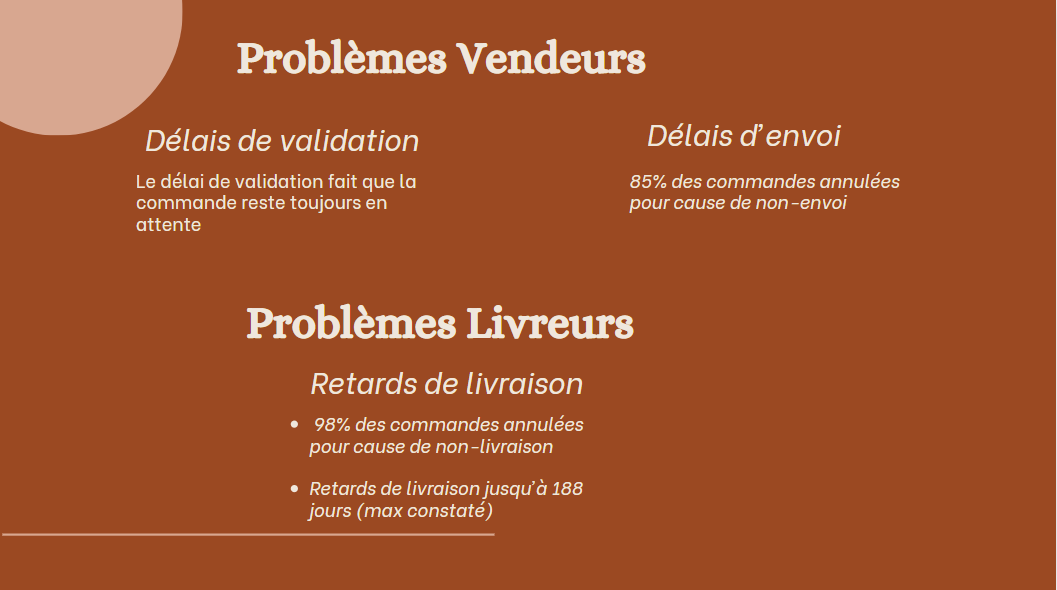 Problèmes Vendeurs
Délais de validation
Le délai de validation fait que la
commande reste toujours en
attente
Délais d'envoi
85% des commandes annulées
pour cause de non-envoi
Problèmes Livreurs
Retards de livraison
• 98% des commandes annulées
pour cause de non-livraison
• Retards de livraison jusqu'à 188
jours (max constaté)